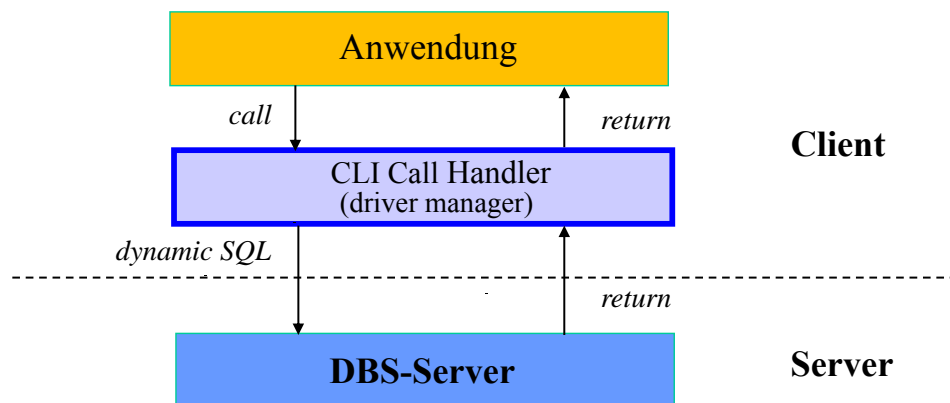 Anwendung
call
return
Client
CLI Call Handler
(driver manager)
dynamic SQL
return
DBS-Server
Server